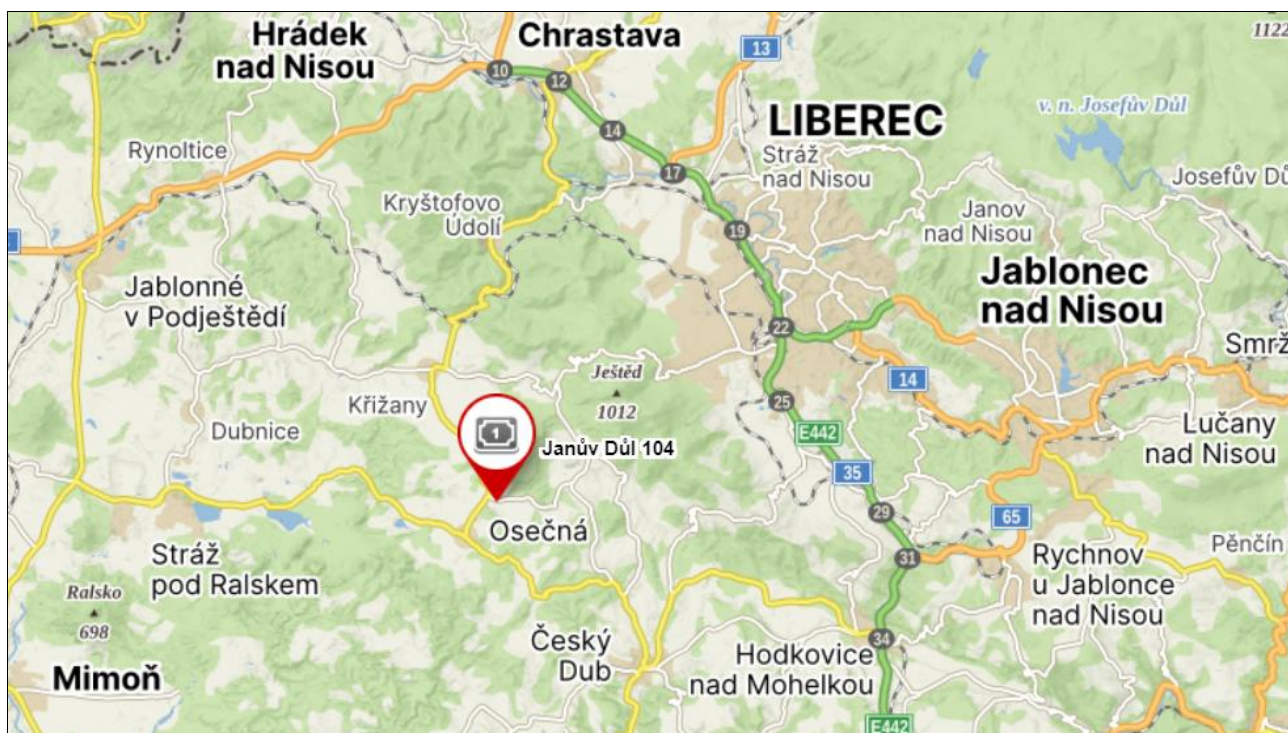 1122
Hrádek
nad Nisou
Chrastava
13
10
12
LIBEREC
v. n. Josefův Důl
14
Rynoltice
Stráž
nad Nisou
17
Josefův Dů
Kryštofovo
Údolí
Janov
nad Nisou
19
Jablonné
v Podještědí
Jablonec
nad Nisou
22
Smrž
Ještěd
1012
14
25
Křižany
Dubnice
1
Janův Důl 104
E442
Lučany
nad Nisou
35
29
65
Osečná
31
Pěnčín
Stráž
pod Ralskem
Rychnov
u Jablonce
nad Nisou
Ralsko
698
34
Český
Dub
Hodkovice
nad Mohelkou
Mimoň
E442